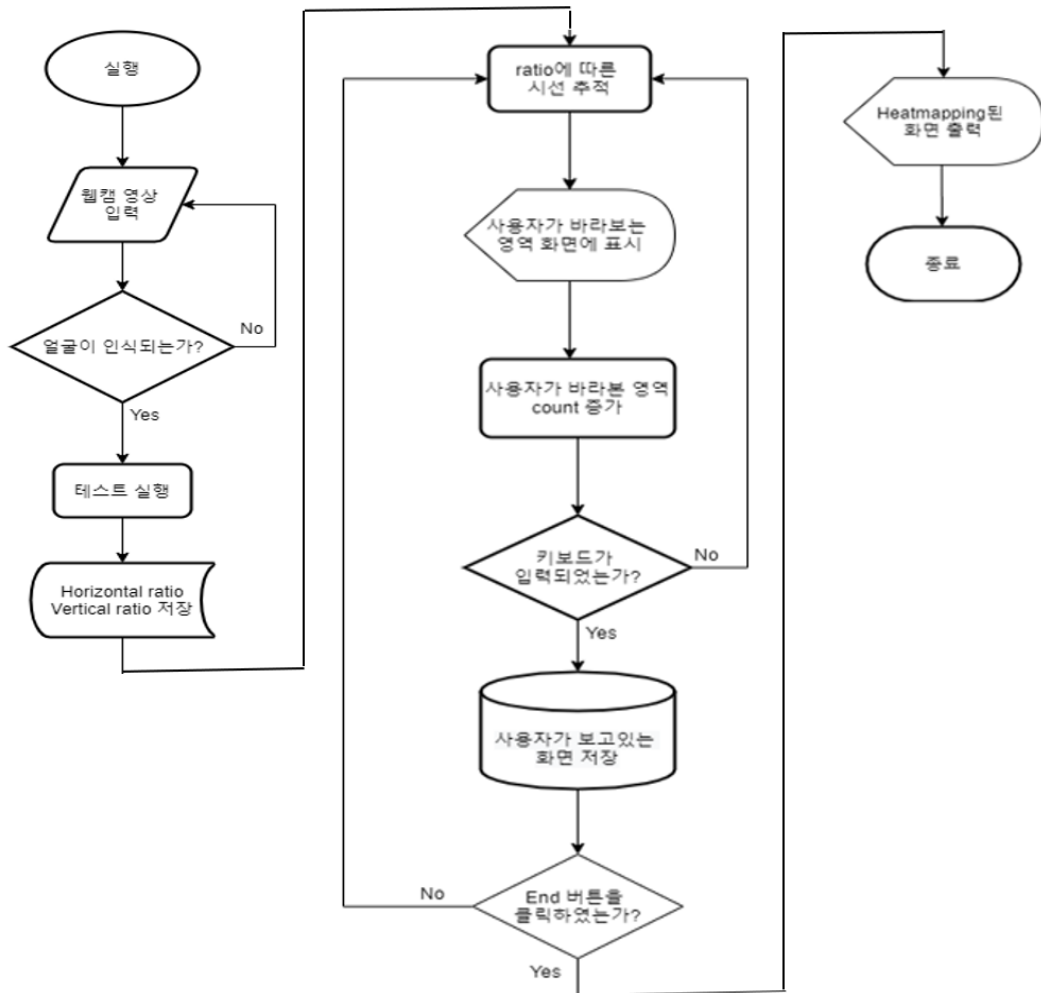 실행
웹캠 영상
입력
얼굴이 인식되는가?
No
Yes
테스트 실행
Horizontal ratio
Vertical ratio 저장
ratio에 따른
시선 추적
사용자가 바라보는
영역 화면에 표시
사용자가 바라본 영역
count 증가
키보드가
입력되었는가?
No
Yes
사용자가 보고있는
화면 저장
End 버튼을
클릭하였는가?
No
Yes
Heatmapping된
화면 출력
종료